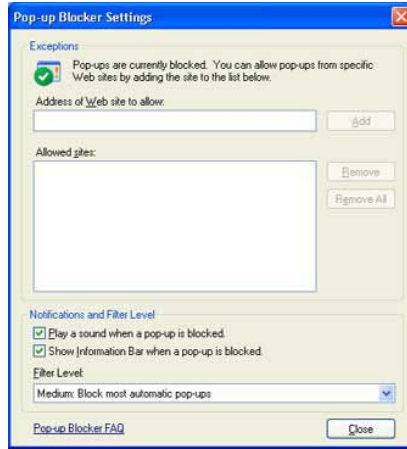 Pop-up Blocker Settings
Exceptions
Pop-ups are currently blocked. You can allow pop-ups from specific
Web sites by adding the site to the list below.
Address of Web site to allow:
Add
Allowed sites:
Remove
Remove All
Notifications and Filter Level
Play a sound when a pop-up is blocked.
Show Information Bar when a pop-up is blocked.
Filter Level:
Medium: Block most automatic pop-ups
Pop-up Blocker FAQ
Close